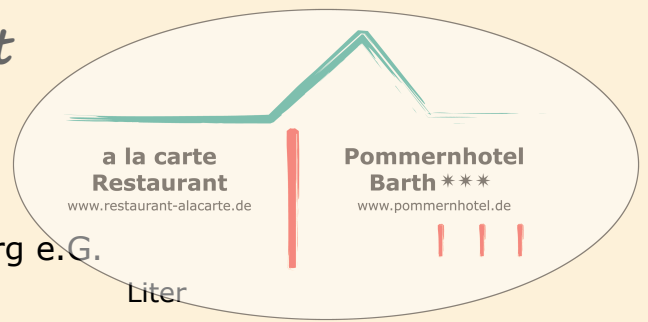 t
a la carte
Restaurant
www.restaurant-alacarte.de
Pommernhotel
Barth ✶✶✶
www.pommernhotel.de
rg e.G.
Liter